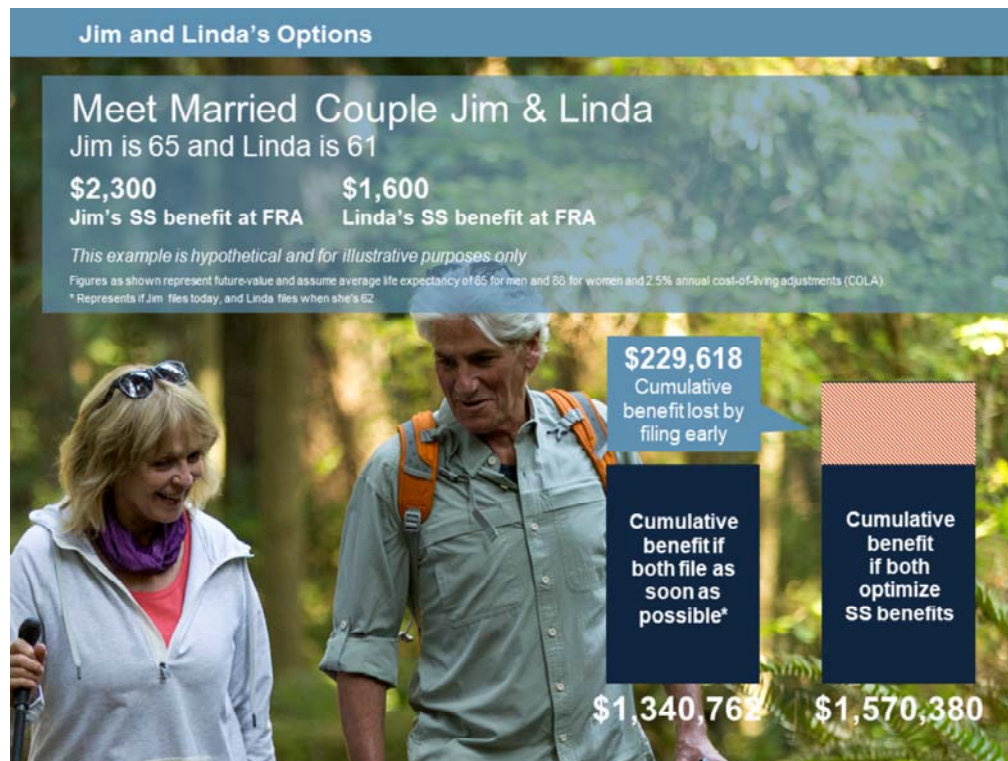 Jim and Linda's Options
Meet Married Couple Jim & Linda
Jim is 65 and Linda is 61
$2,300
Jim's SS benefit at FRA
$1,600
Linda's SS benefit at FRA
This example is hypothetical and for illustrative purposes only
Figures as shown represent future-value and assume average life expectancy of 85 for men and 88 for women and 2.5% annual cost-of-living adjustments (COLA).
* Represents if Jim files today, and Linda files when she's 62
$229,618
Cumulative
benefit lost by
filing early
Cumulative
benefit if
both file as
soon as
possible*
$1,340,762
Cumulative
benefit
if both
optimize
SS benefits
$1,570,380